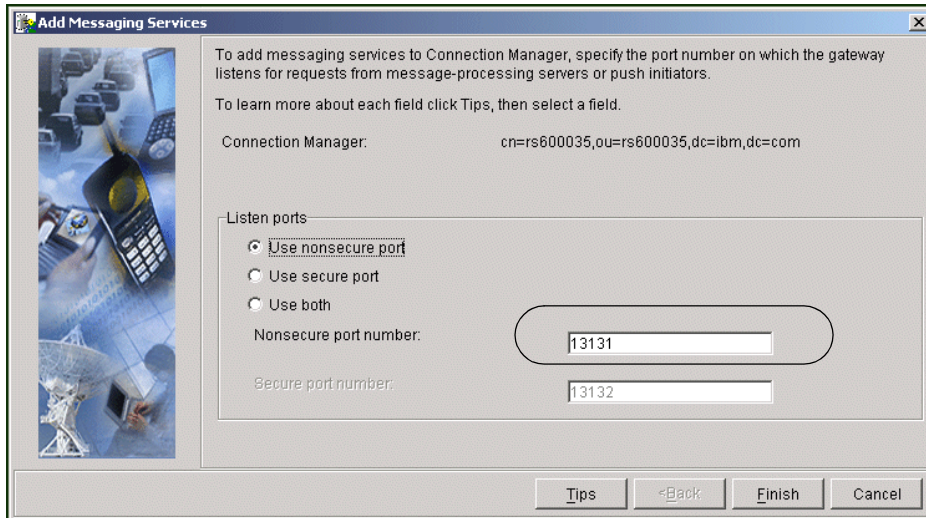 Add Messaging Services
To add messaging services to Connection Manager, specify the port number on which the gateway
listens for requests from message-processing servers or push initiators.
To learn more about each field click Tips, then select a field.
Connection Manager: cn=rs600035,ou=rs600035,dc=ibm,dc=com
Listen ports
Use nonsecure port
Use secure port
Use both
Nonsecure port number: 13131
Secure port number: 13132
Tips <Back Finish Cancel